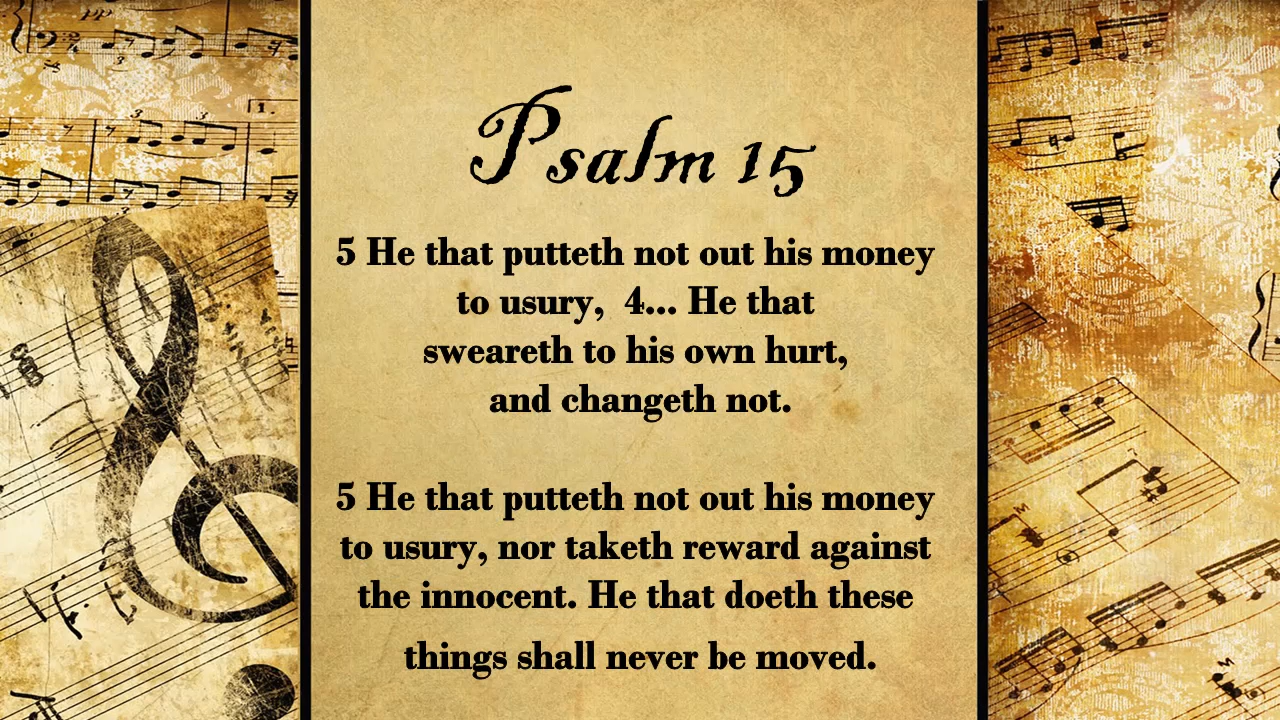 Psalm 15
5 He that putteth not out his money
to usury,  4... He that
sweareth to his own hurt,
and changeth not.
5 He that putteth not out his money
to usury, nor taketh reward against
the innocent. He that doeth these
things shall never be moved.